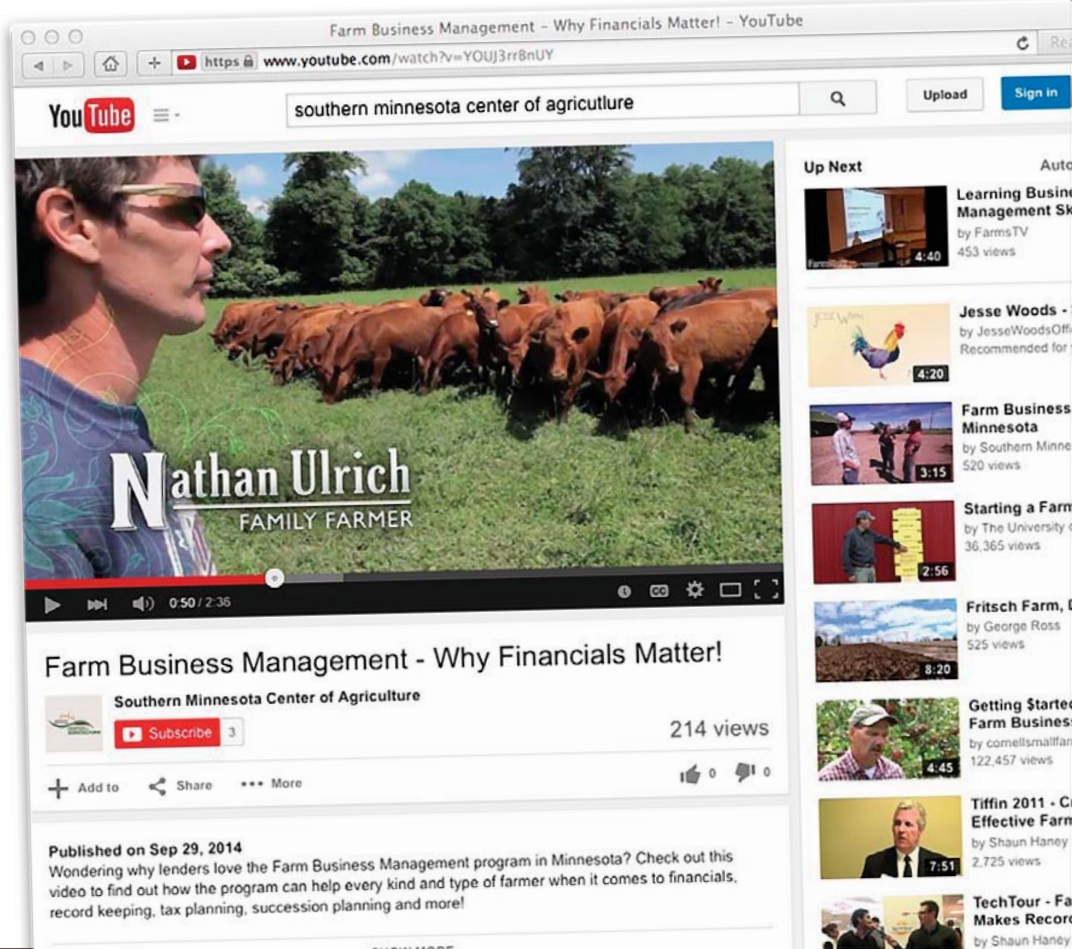 Farm Business Management - Why Financials Matter! - YouTube
https www.youtube.com/watch?v=YOUJ3rrBnUY
Rea
YouTube
southern minnesota center of agricutlure
Upload
Sign in
Nathan Ulrich
FAMILY FARMER
0:50 / 2:36
CC
Farm Business Management - Why Financials Matter!
Southern Minnesota Center of Agriculture
Subscribe 3
214 views
Add to
Share
More
0
0
Published on Sep 29, 2014
Wondering why lenders love the Farm Business Management program in Minnesota? Check out this
video to find out how the program can help every kind and type of farmer when it comes to financials,
record keeping, tax planning, succession planning and more!
Up Next
Auto
4:40
Learning Busine
Management Sk
by FarmsTV
453 views
4:20
Jesse Woods -
by JesseWoodsOffi
Recommended for
3:15
Farm Business
Minnesota
by Southern Minne
520 views
2:56
Starting a Farm
by The University
36,365 views
8:20
Fritsch Farm,
by George Ross
525 views
4:45
Getting $tarted
Farm Business
by cornellsmallfar
122,457 views
7:51
Tiffin 2011 - C
Effective Farm
by Shaun Haney
2,725 views
TechTour - Fa
Makes Record
by Shaun Haney